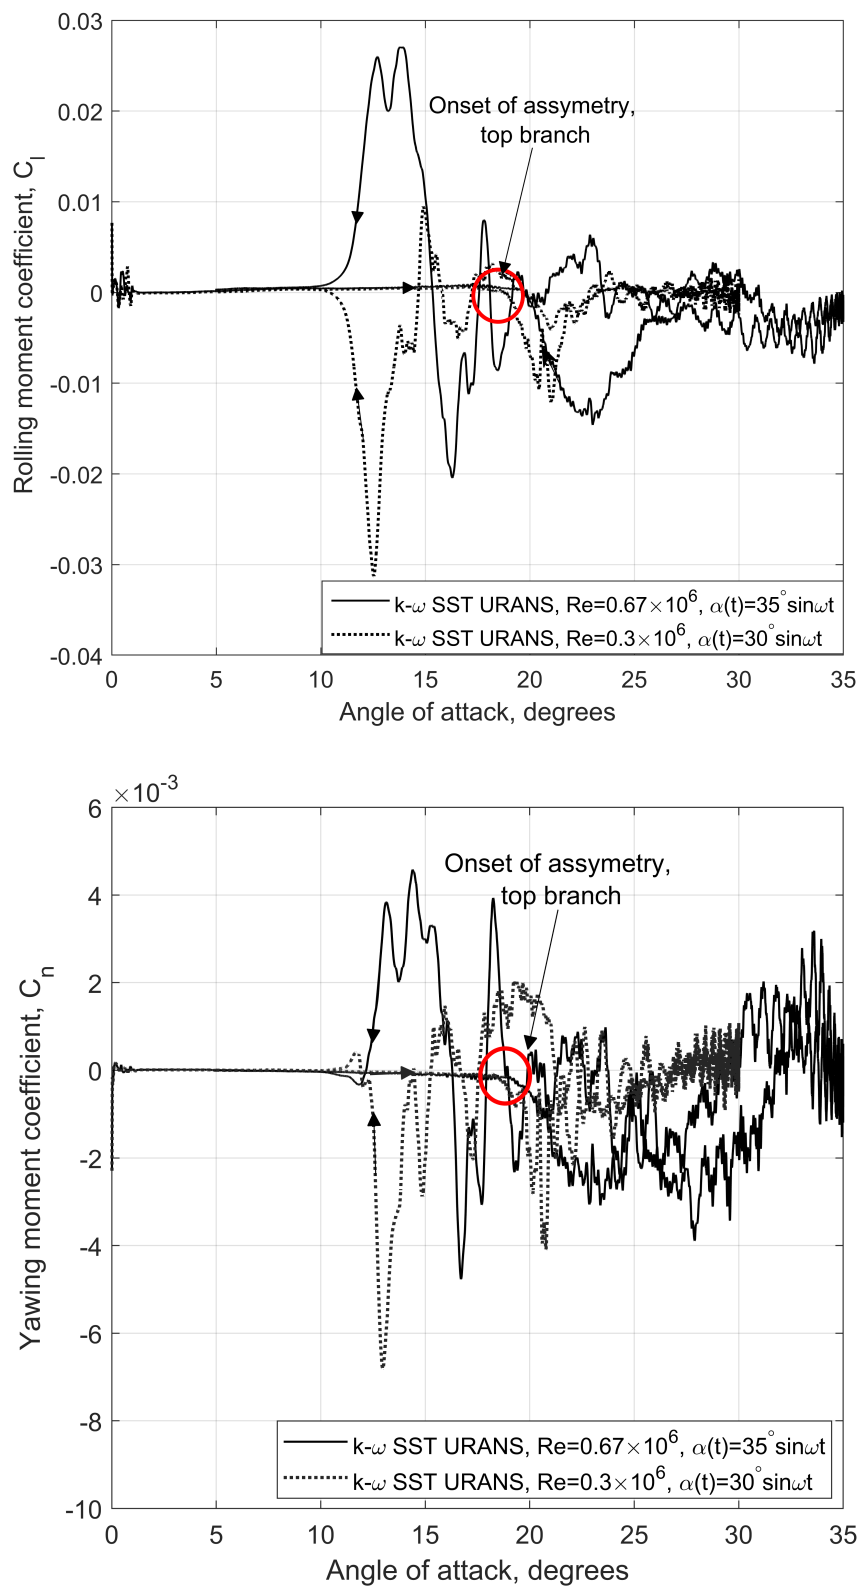 0.03
0.02
0.01
0
-0.01
-0.02
-0.03
-0.04
Rolling moment coefficient, C_l
Onset of assymetry,
top branch
k-ω SST URANS, Re=0.67×10^6, α(t)=35°sinωt
k-ω SST URANS, Re=0.3×10^6, α(t)=30°sinωt
0 5 10 15 20 25 30 35
Angle of attack, degrees
×10^-3
6
4
2
0
-2
-4
-6
-8
-10
Yawing moment coefficient, C_n
Onset of assymetry,
top branch
k-ω SST URANS, Re=0.67×10^6, α(t)=35°sinωt
k-ω SST URANS, Re=0.3×10^6, α(t)=30°sinωt
0 5 10 15 20 25 30 35
Angle of attack, degrees